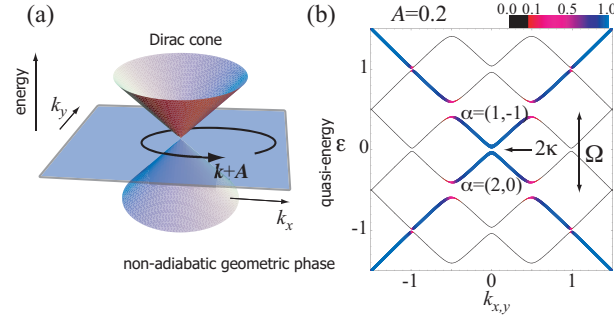 (a)
Dirac cone
energy
k_y
k+A
k_x
non-adiabatic geometric phase
(b)
A=0.2
0.0 0.1 0.5 1.0
quasi-energy
ε
1
0
-1
α=(1,-1)
2κ
Ω
α=(2,0)
-1 0 1
k_{x,y}